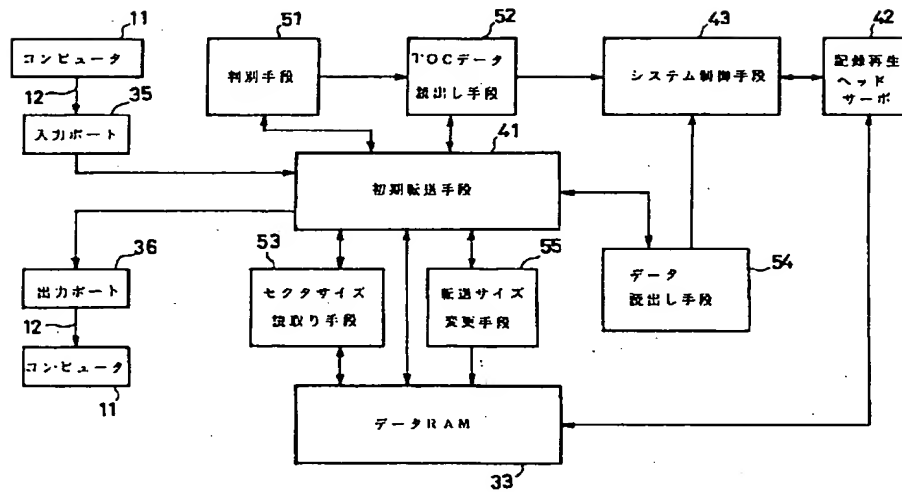 11
コンピュータ
12
35
入力ポート
51
判別手段
52
TOCデータ
読出し手段
43
システム制御手段
42
記録再生
ヘッド
サーボ
41
初期転送手段
36
出力ポート
12
コンピュータ
11
53
セクタサイズ
読取り手段
55
転送サイズ
変更手段
データ
読出し手段
54
データRAM
33